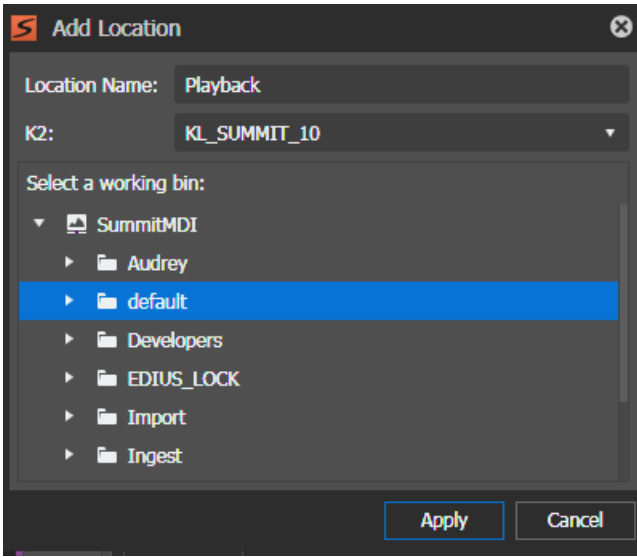 Add Location
Location Name: Playback
K2: KL_SUMMIT_10
Select a working bin:
SummitMDI
Audrey
default
Developers
EDIUS_LOCK
Import
Ingest
Apply Cancel